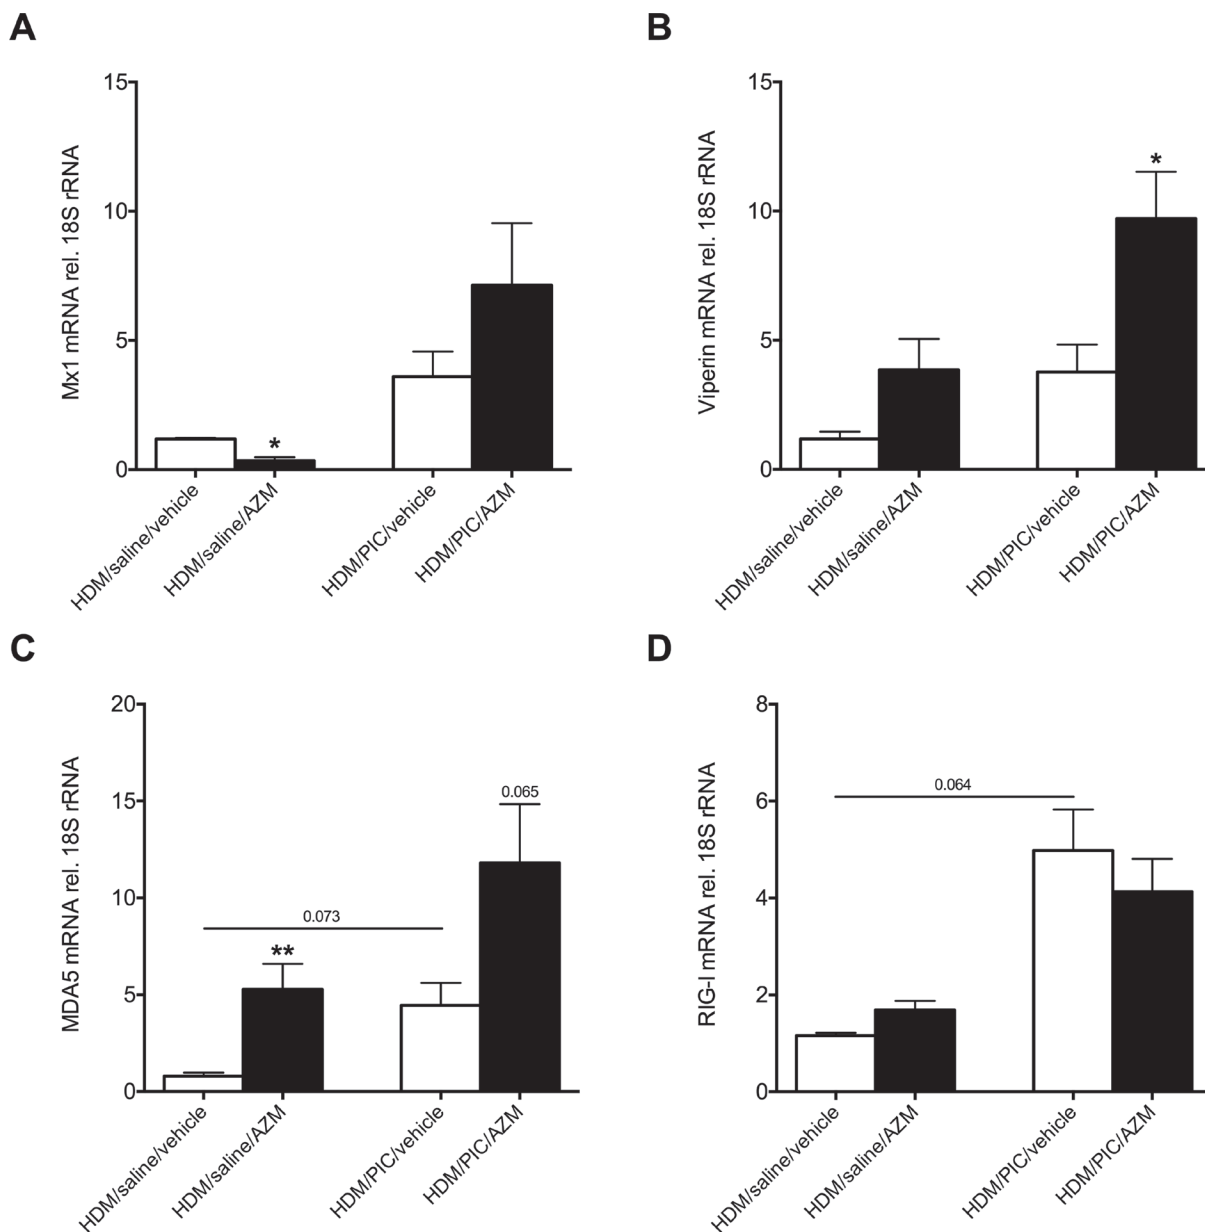 A
Mx1 mRNA rel. 18S rRNA
15
10
5
0
*
HDM/saline/vehicle
HDM/saline/AZM
HDM/PIC/vehicle
HDM/PIC/AZM
B
Viperin mRNA rel. 18S rRNA
15
10
5
0
*
HDM/saline/vehicle
HDM/saline/AZM
HDM/PIC/vehicle
HDM/PIC/AZM
C
MDA5 mRNA rel. 18S rRNA
20
15
10
5
0
0.065
0.073
**
HDM/saline/vehicle
HDM/saline/AZM
HDM/PIC/vehicle
HDM/PIC/AZM
D
RIG-I mRNA rel. 18S rRNA
8
6
4
2
0
0.064
HDM/saline/vehicle
HDM/saline/AZM
HDM/PIC/vehicle
HDM/PIC/AZM